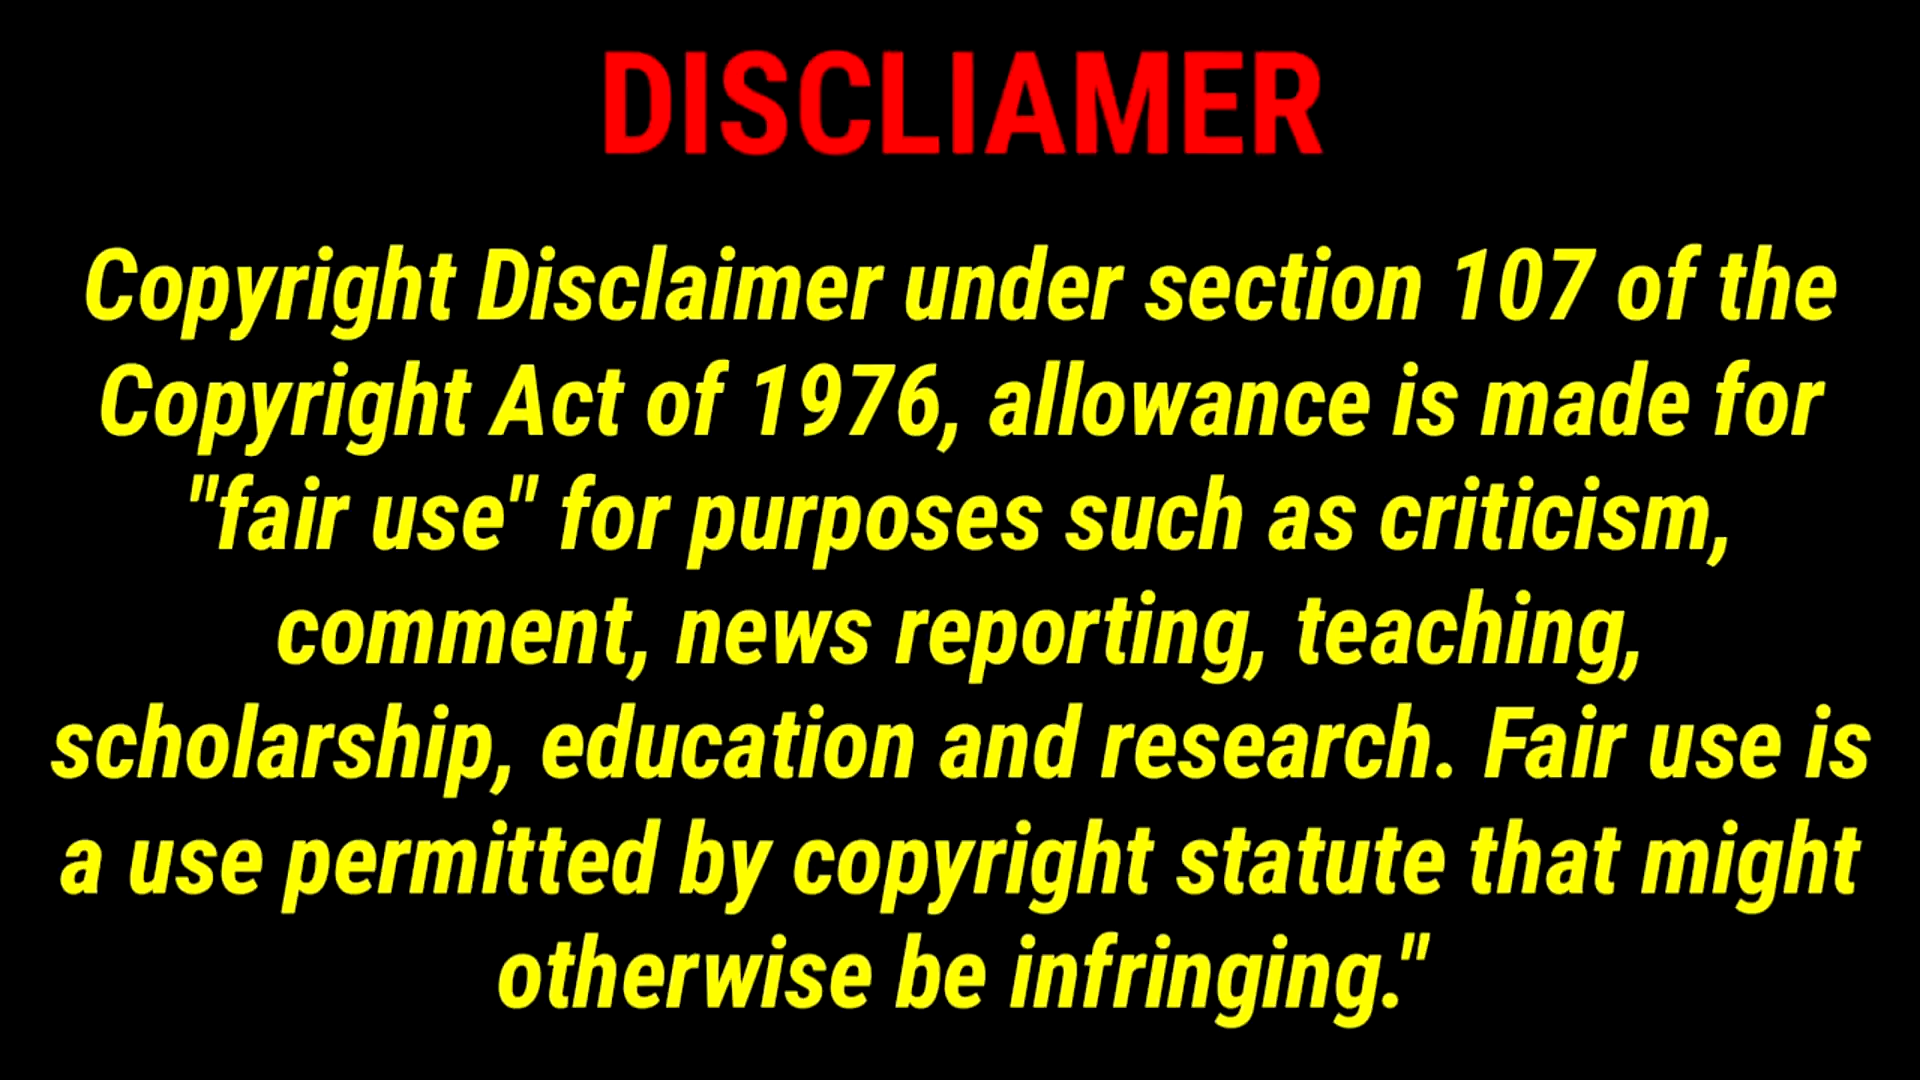 DISCLIAMER
Copyright Disclaimer under section 107 of the
Copyright Act of 1976, allowance is made for
"fair use" for purposes such as criticism,
comment, news reporting, teaching,
scholarship, education and research. Fair use is
a use permitted by copyright statute that might
otherwise be infringing."